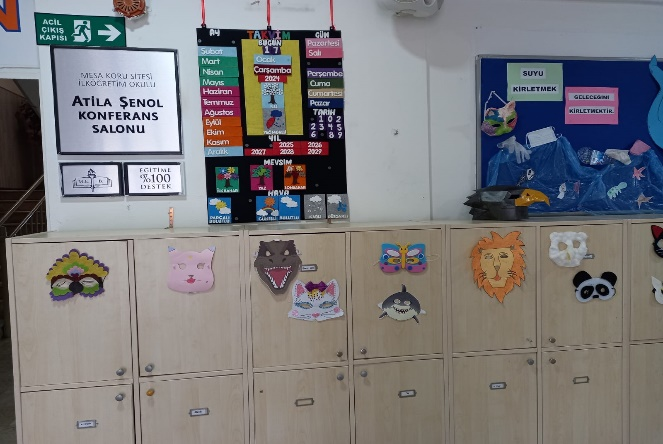 ACİL
ÇIKIŞ
KAPISI
MESA KORU SİTESİ
İLKÖĞRETİM OKULU
ATİLA ŞENOL
KONFERANS
SALONU
EĞİTİME
%100
DESTEK
AY
TAKVİM
GÜN
BUGÜN
17
Ocak
Çarşamba
2024
Şubat
Mart
Nisan
Mayıs
Haziran
Temmuz
Ağustos
Eylül
Ekim
Kasım
Aralık
Pazartesi
Salı
Perşembe
Cuma
Cumartesi
Pazar
TARİH
YIL
2025 2026
2027 2028 2029
MEVSİM
HAVA
SUYU
KİRLETMEK
GELECEĞİNİ
KİRLETMEKTİR.